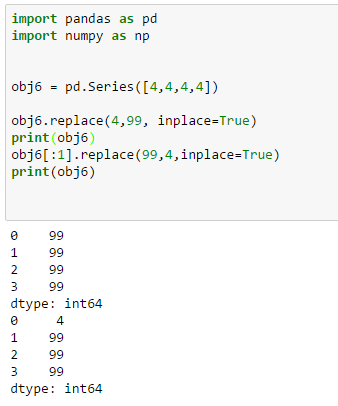 import pandas as pd
import numpy as np
obj6 = pd.Series([4,4,4,4])
obj6.replace(4,99, inplace=True)
print(obj6)
obj6[:1].replace(99,4,inplace=True)
print(obj6)
0    99
1    99
2    99
3    99
dtype: int64
0     4
1    99
2    99
3    99
dtype: int64